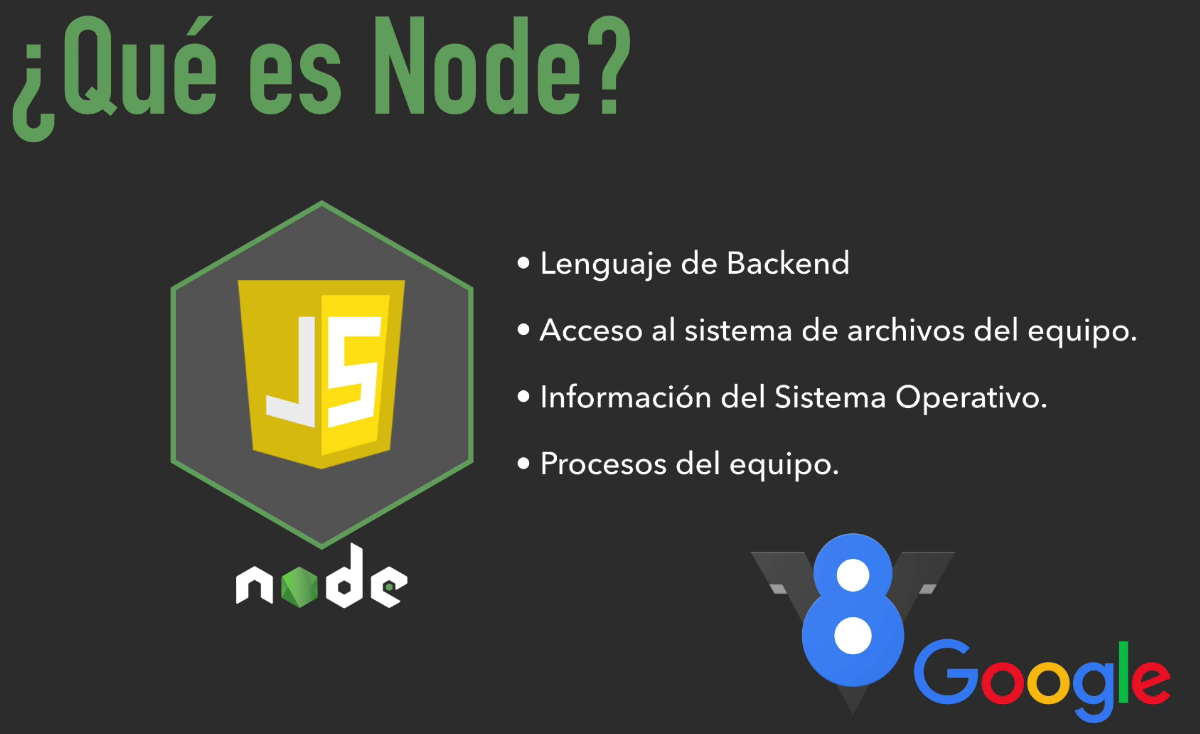 ¿Qué es Node?
JS
• Lenguaje de Backend
• Acceso al sistema de archivos del equipo.
• Información del Sistema Operativo.
• Procesos del equipo.
node
V8
Google